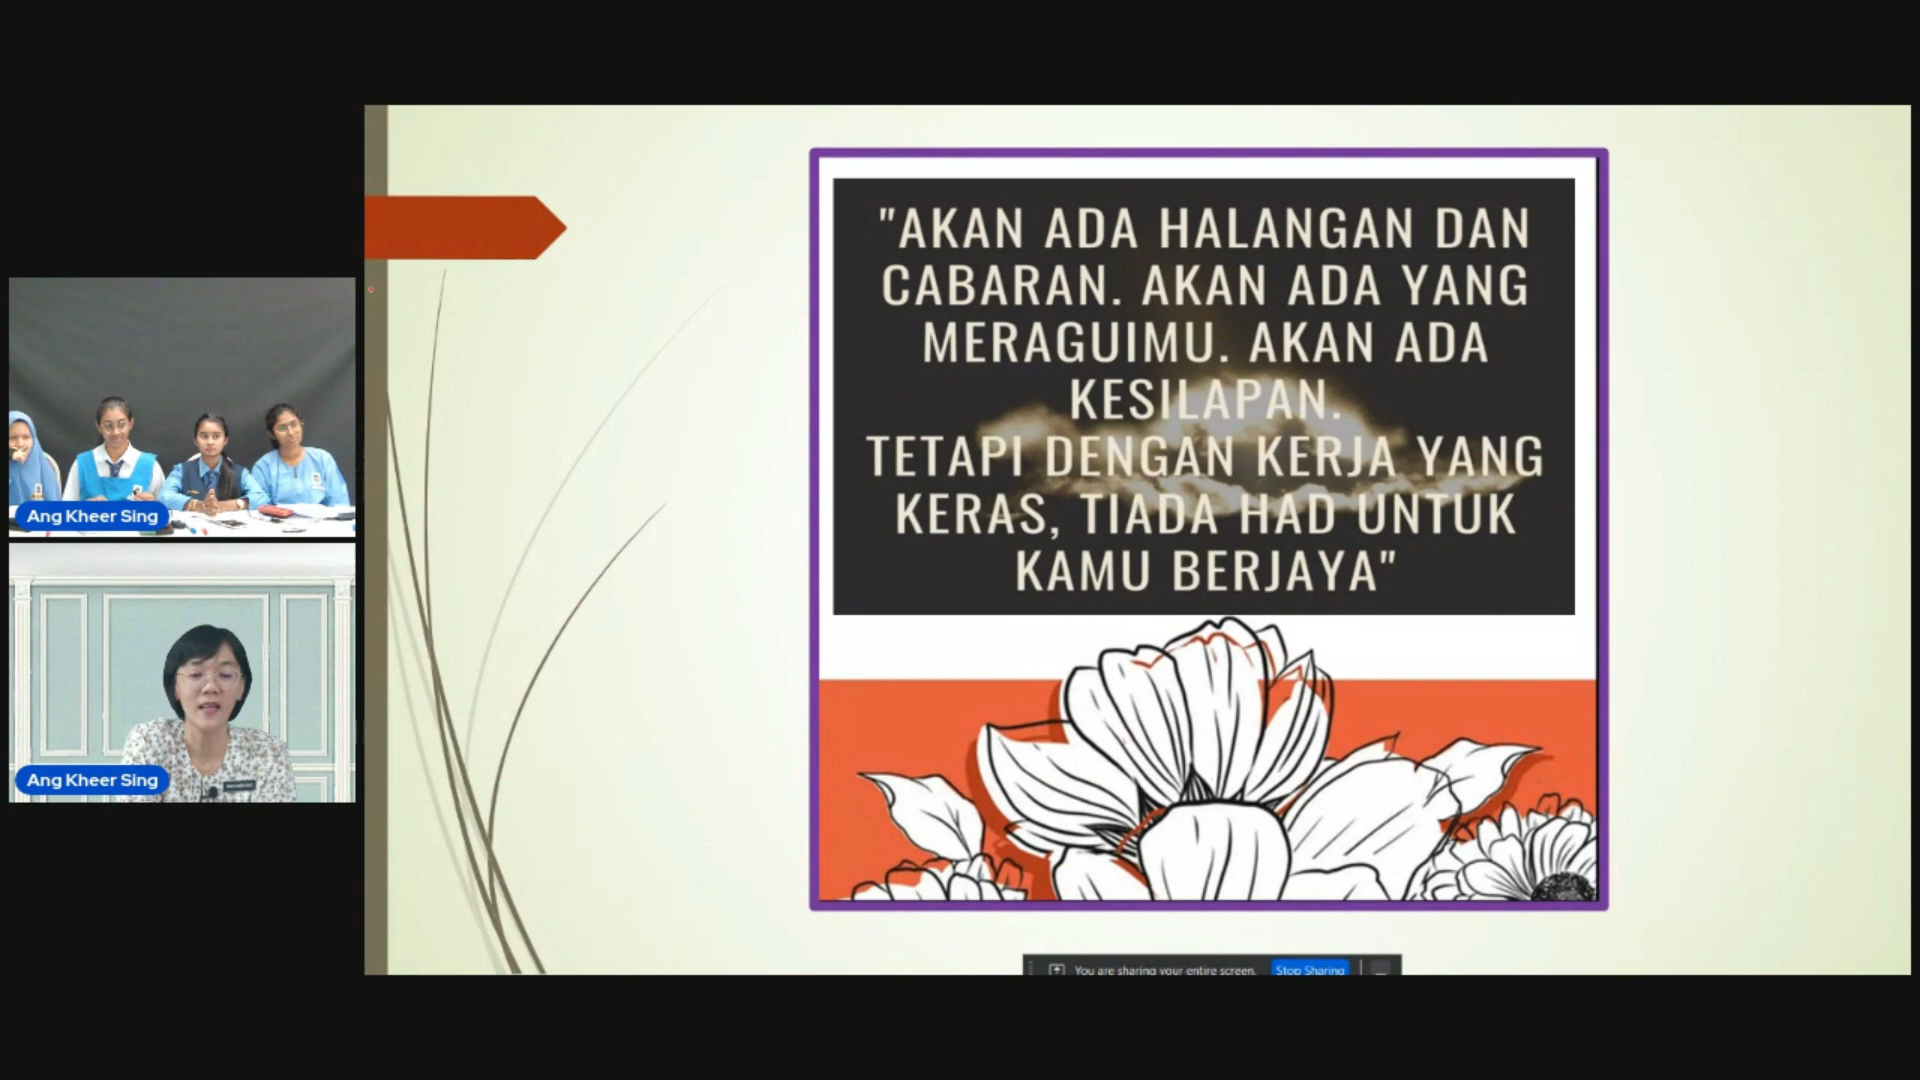 "AKAN ADA HALANGAN DAN
CABARAN. AKAN ADA YANG
MERAGUIMU. AKAN ADA
KESILAPAN.
TETAPI DENGAN KERJA YANG
KERAS, TIADA HAD UNTUK
KAMU BERJAYA"
Ang Kheer Sing
Ang Kheer Sing
You are sharing your entire screen.
Stop Sharing